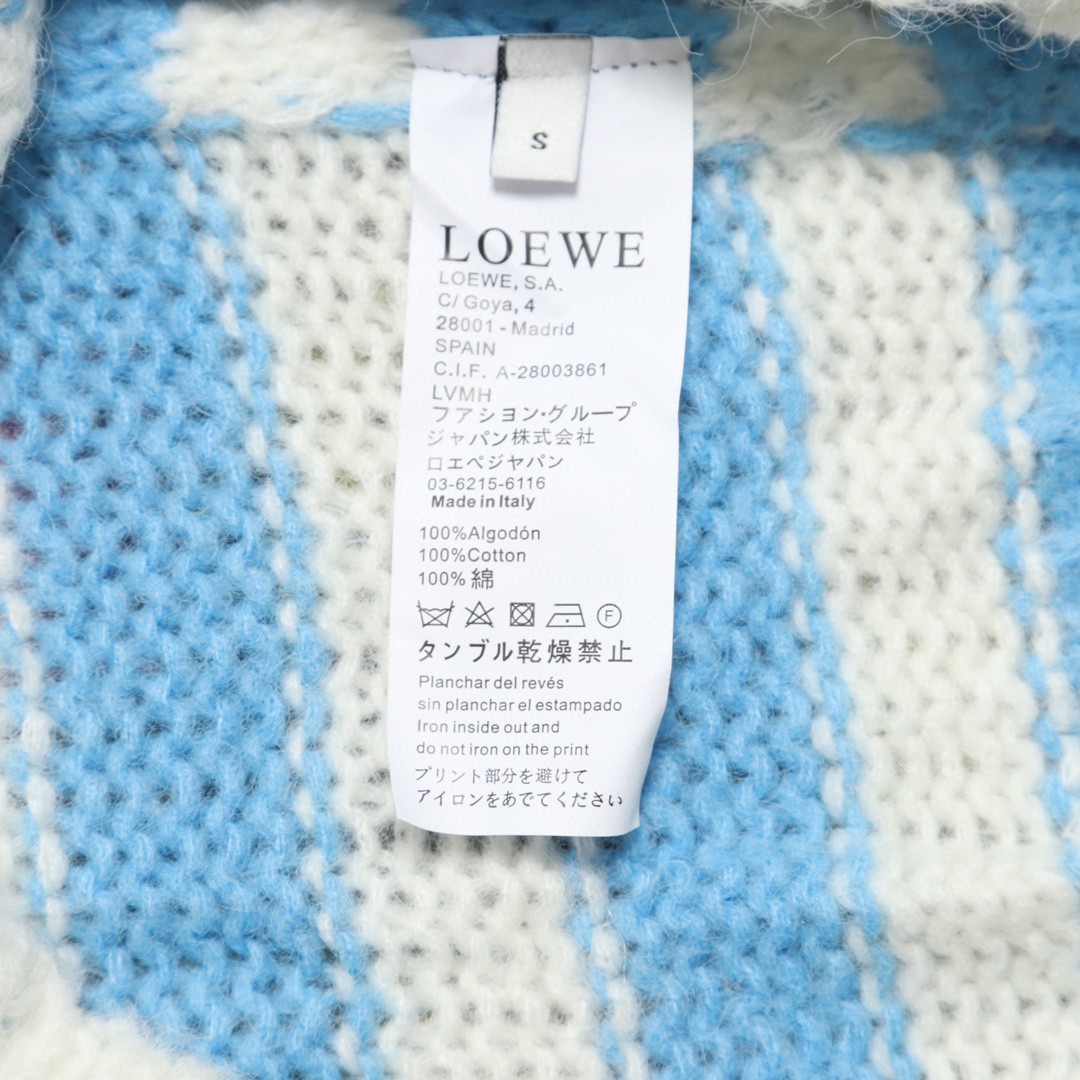 S
LOEWE
LOEWE, S.A.
C/ Goya, 4
28001 - Madrid
SPAIN
C.I.F. A-28003861
LVMH
ファション・グループ
ジャパン株式会社
口エペジャパン
03-6215-6116
Made in Italy
100%Algodón
100%Cotton
100% 綿
F
タンブル乾燥禁止
Planchar del revés
sin planchar el estampado
Iron inside out and
do not iron on the print
プリント部分を避けて
アイロンをあでてください